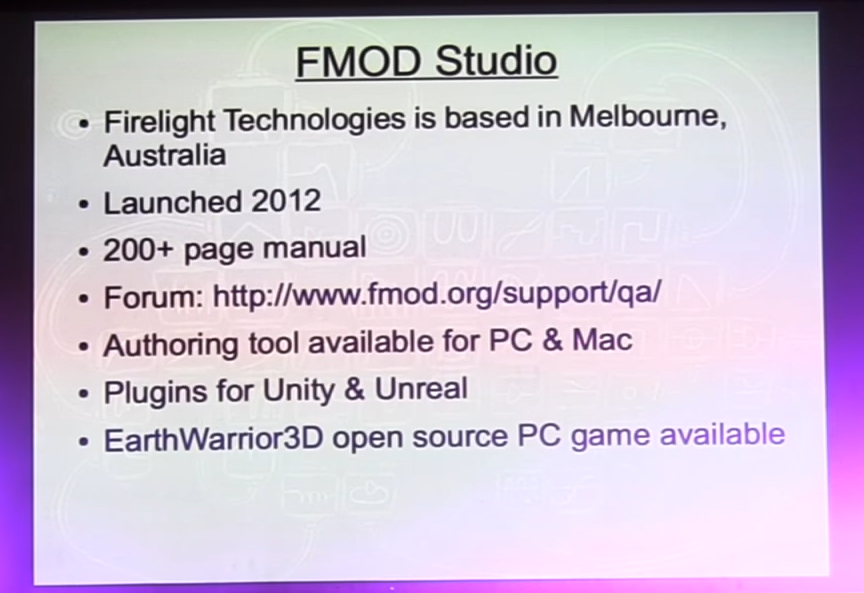 FMOD Studio
• Firelight Technologies is based in Melbourne,
Australia
• Launched 2012
• 200+ page manual
• Forum: http://www.fmod.org/support/qa/
• Authoring tool available for PC & Mac
• Plugins for Unity & Unreal
• EarthWarrior3D open source PC game available